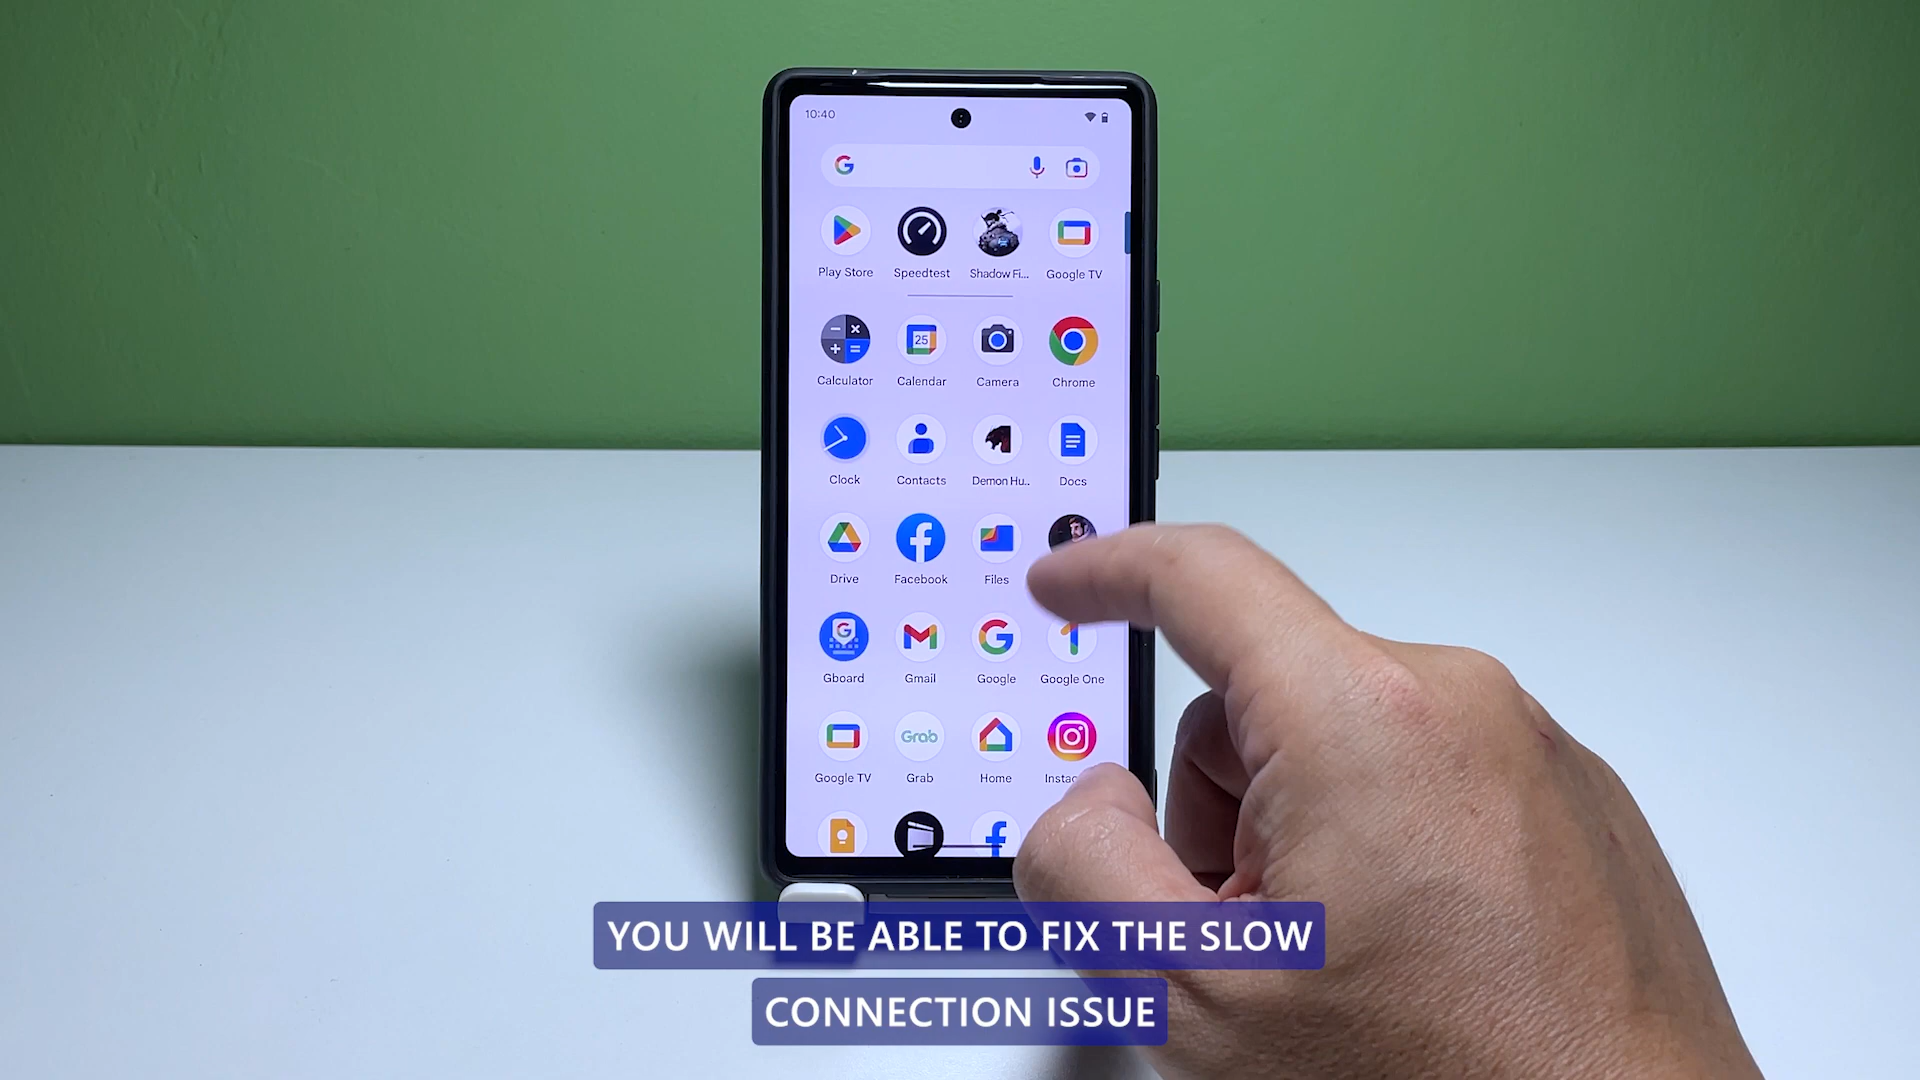 10:40
Play Store Speedtest Shadow Fi... Google TV
25
Calculator Calendar Camera Chrome
Clock Contacts Demon Hu.. Docs
Drive Facebook Files
Gboard Gmail Google Google One
Grab
Google TV Grab Home
YOU WILL BE ABLE TO FIX THE SLOW
CONNECTION ISSUE